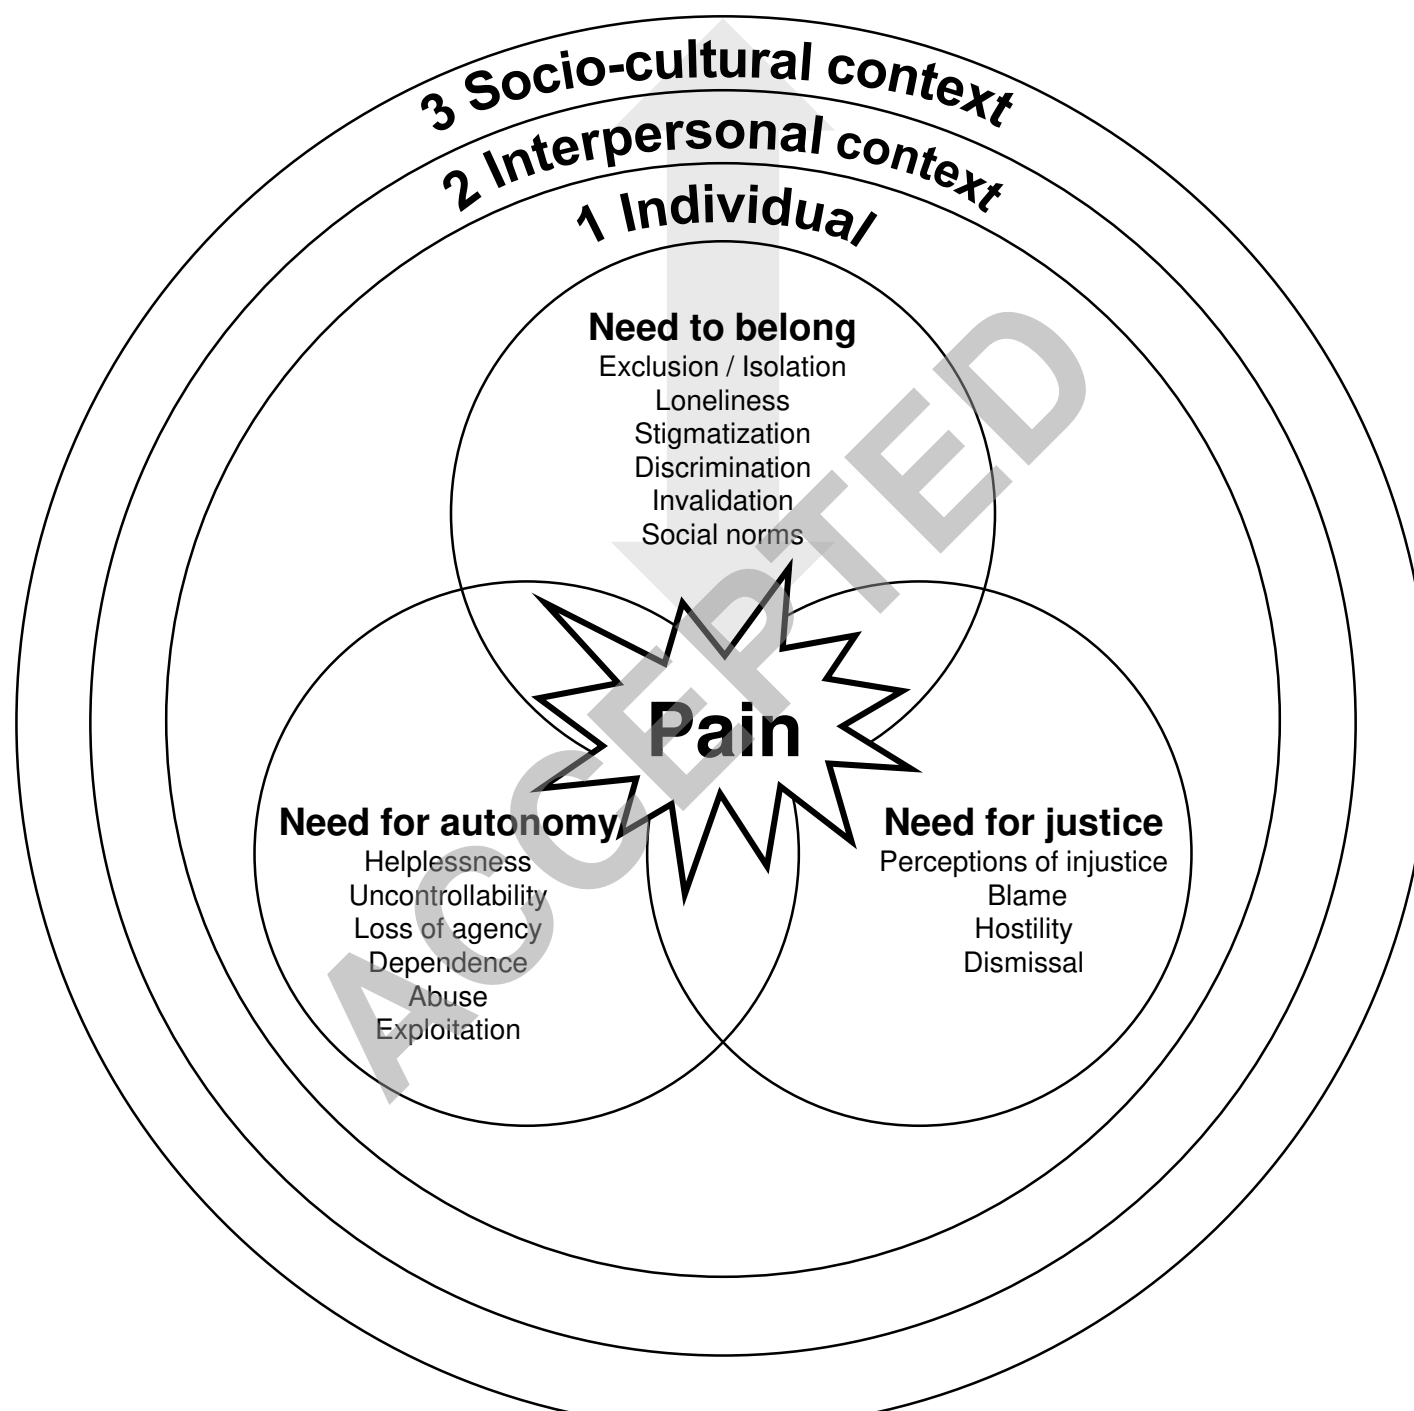 3 Socio-cultural context
2 Interpersonal context
1 Individual
Need to belong
Exclusion / Isolation
Loneliness
Stigmatization
Discrimination
Invalidation
Social norms
Pain
Need for autonomy
Helplessness
Uncontrollability
Loss of agency
Dependence
Abuse
Exploitation
Need for justice
Perceptions of injustice
Blame
Hostility
Dismissal
ACCEPTED